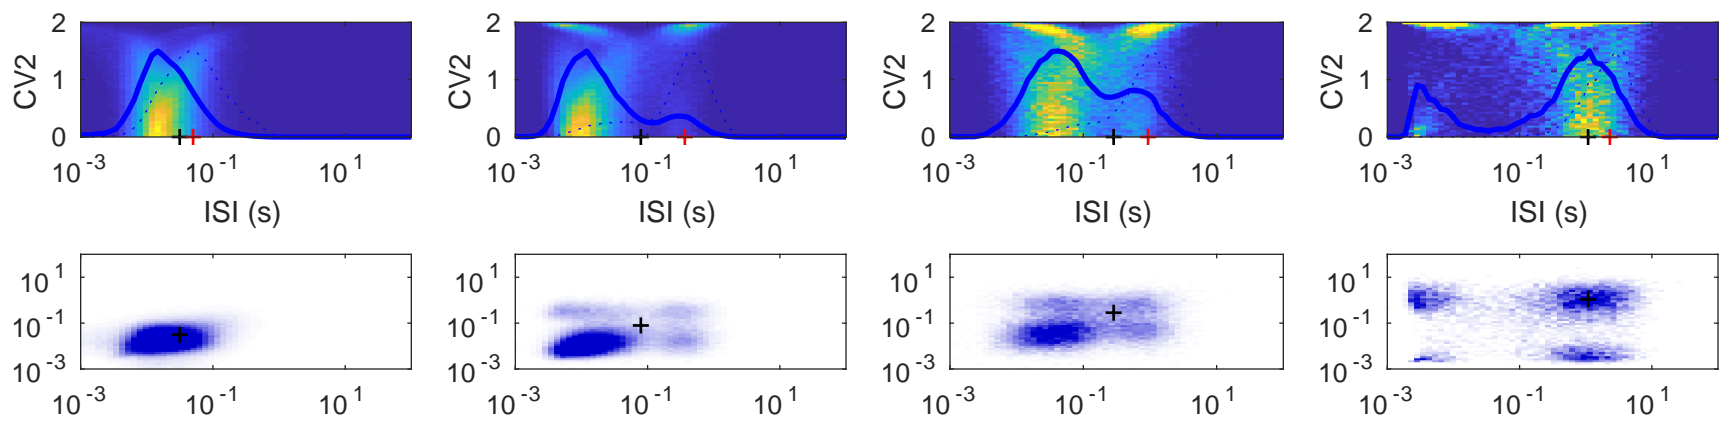 2 2 2 2
CV2 1 CV2 1 CV2 1 CV2 1
0 0 0 0
10^-3 10^-1 10^1 10^-3 10^-1 10^1 10^-3 10^-1 10^1 10^-3 10^-1 10^1
ISI (s) ISI (s) ISI (s) ISI (s)
10^1 10^1 10^1 10^1
10^-1 10^-1 10^-1 10^-1
10^-3 10^-3 10^-3 10^-3
10^-3 10^-1 10^1 10^-3 10^-1 10^1 10^-3 10^-1 10^1 10^-3 10^-1 10^1